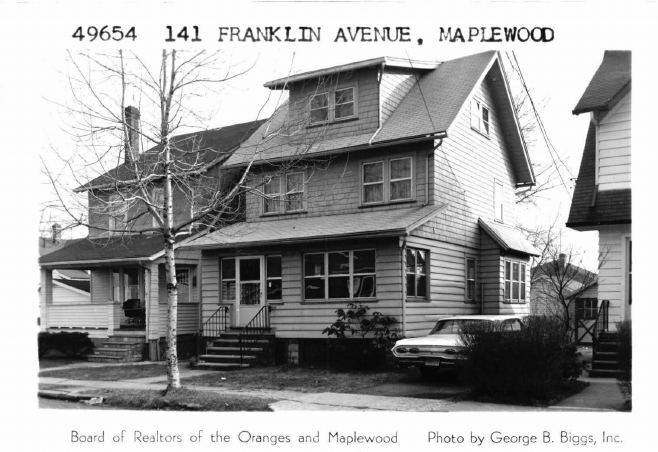 49654 141 FRANKLIN AVENUE, MAPLEWOOD
Board of Realtors of the Oranges and Maplewood Photo by George B. Biggs, Inc.